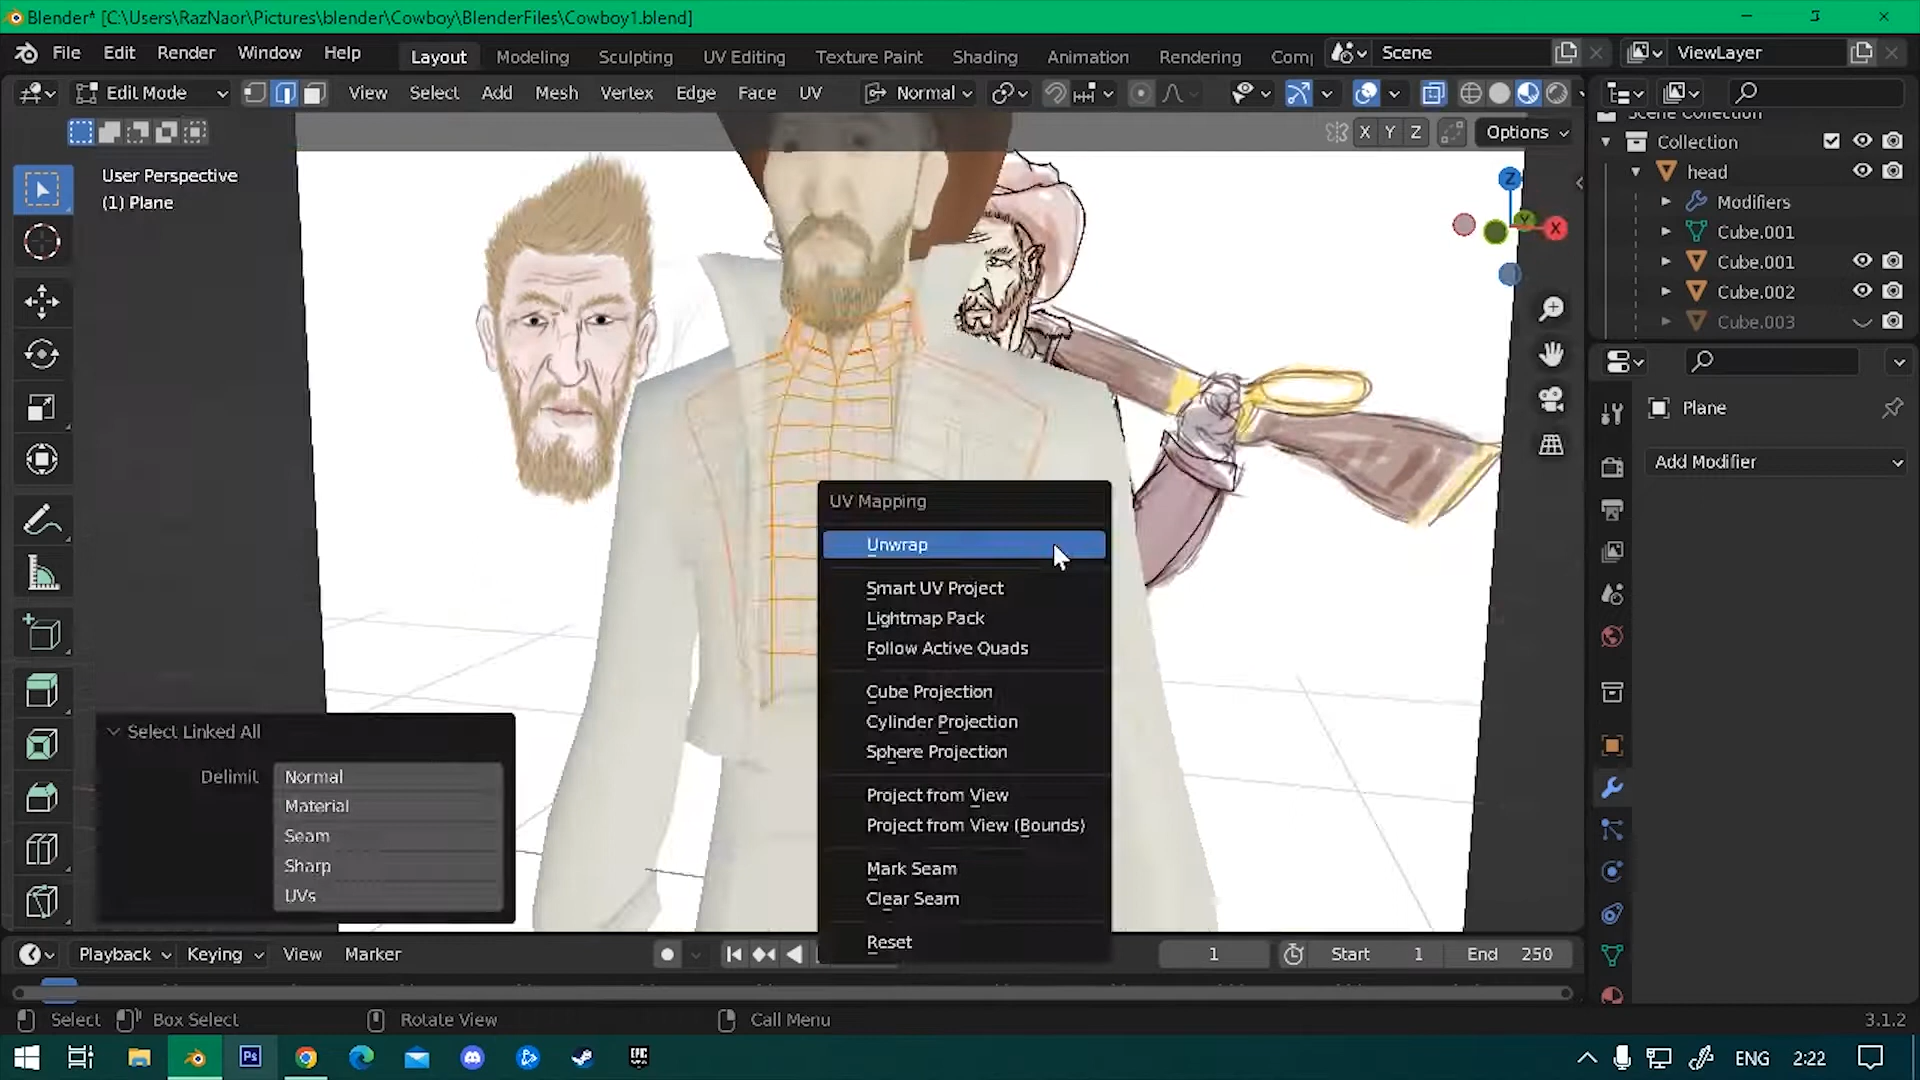 Blender* [C:\Users\RazNaor\Pictures\blender\Cowboy\BlenderFiles\Cowboy1.blend]
File Edit Render Window Help Layout Modeling Sculpting UV Editing Texture Paint Shading Animation Rendering Comp Scene ViewLayer
Edit Mode View Select Add Mesh Vertex Edge Face UV Normal
X Y Z Options
User Perspective
(1) Plane
Z
Y
X
Scene Collection
Collection
head
Modifiers
Cube.001
Cube.001
Cube.002
Cube.003
Plane
Add Modifier
UV Mapping
Unwrap
Smart UV Project
Lightmap Pack
Follow Active Quads
Cube Projection
Cylinder Projection
Sphere Projection
Project from View
Project from View (Bounds)
Mark Seam
Clear Seam
Reset
Select Linked All
Delimit Normal
Material
Seam
Sharp
UVs
Playback Keying View Marker 1 Start 1 End 250
Select Box Select Rotate View Call Menu 3.1.2
Ps EPIC ENG 2:22